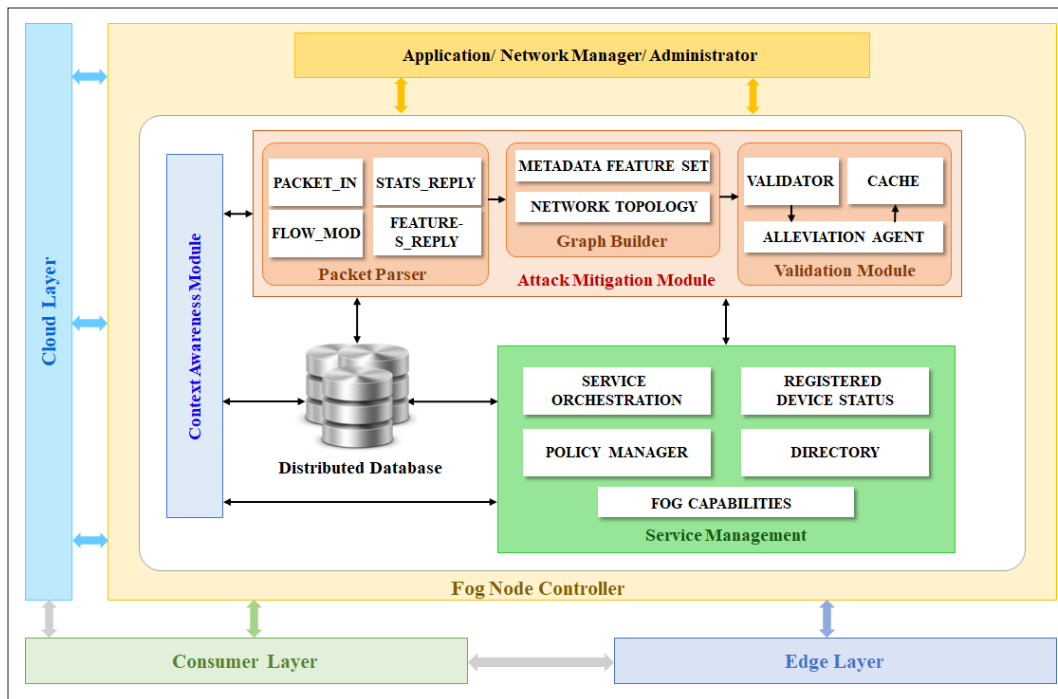 Application/ Network Manager/ Administrator
Cloud Layer
Context Awareness Module
PACKET_IN
STATS_REPLY
FLOW_MOD
FEATURE-
S_REPLY
Packet Parser
METADATA FEATURE SET
NETWORK TOPOLOGY
Graph Builder
VALIDATOR
CACHE
ALLEVIATION AGENT
Validation Module
Attack Mitigation Module
Distributed Database
SERVICE
ORCHESTRATION
REGISTERED
DEVICE STATUS
POLICY MANAGER
DIRECTORY
FOG CAPABILITIES
Service Management
Fog Node Controller
Consumer Layer
Edge Layer